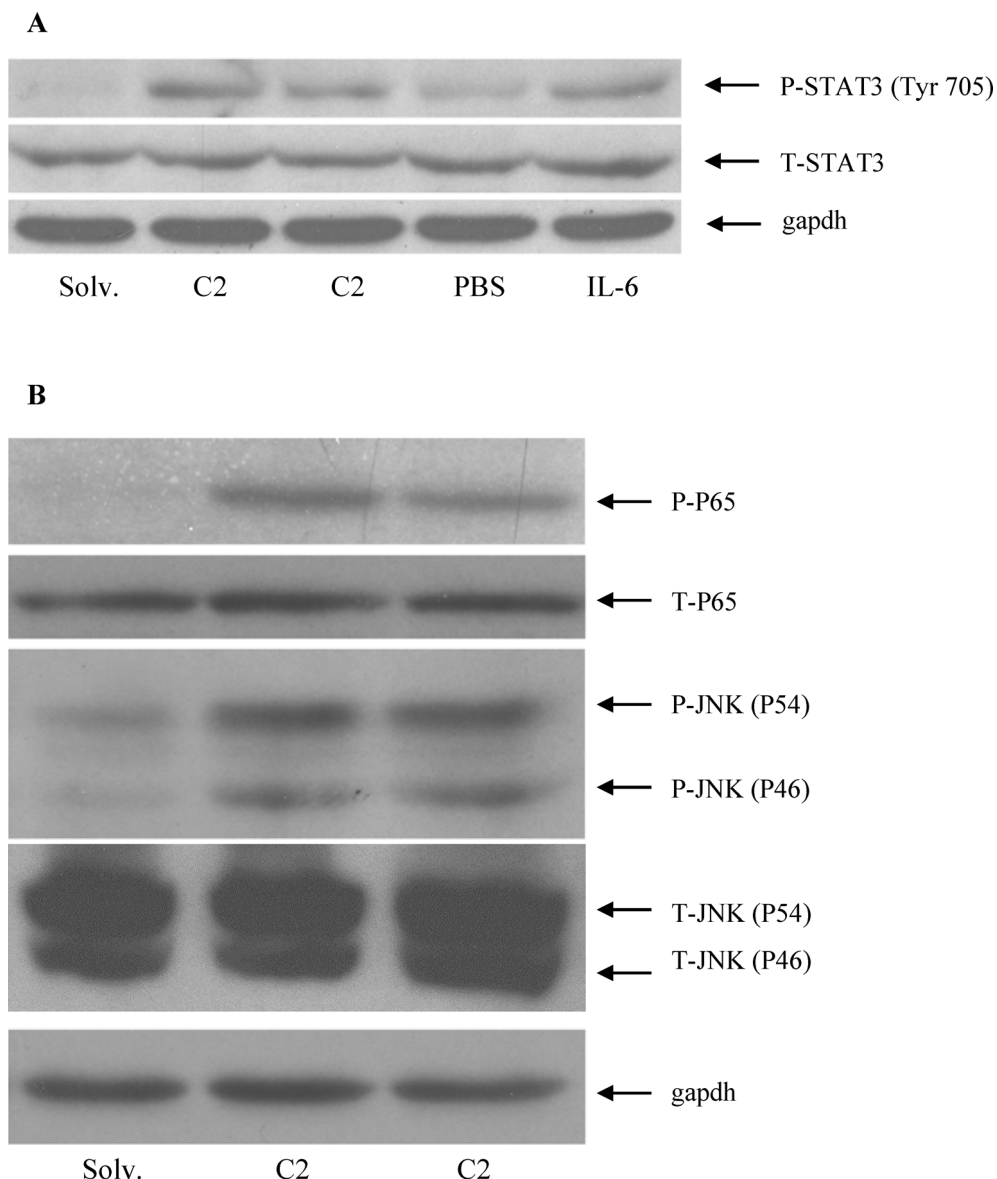 A
P-STAT3 (Tyr 705)
T-STAT3
gapdh
Solv. C2 C2 PBS IL-6
B
P-P65
T-P65
P-JNK (P54)
P-JNK (P46)
T-JNK (P54)
T-JNK (P46)
gapdh
Solv. C2 C2